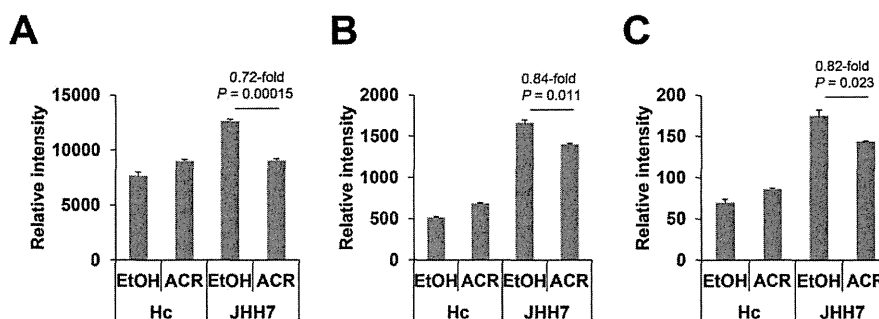 A
0.72-fold
P = 0.00015
Relative intensity
15000
10000
5000
0
EtOH ACR EtOH ACR
Hc JHH7
B
0.84-fold
P = 0.011
Relative intensity
2000
1500
1000
500
0
EtOH ACR EtOH ACR
Hc JHH7
C
0.82-fold
P = 0.023
Relative intensity
200
150
100
50
0
EtOH ACR EtOH ACR
Hc JHH7